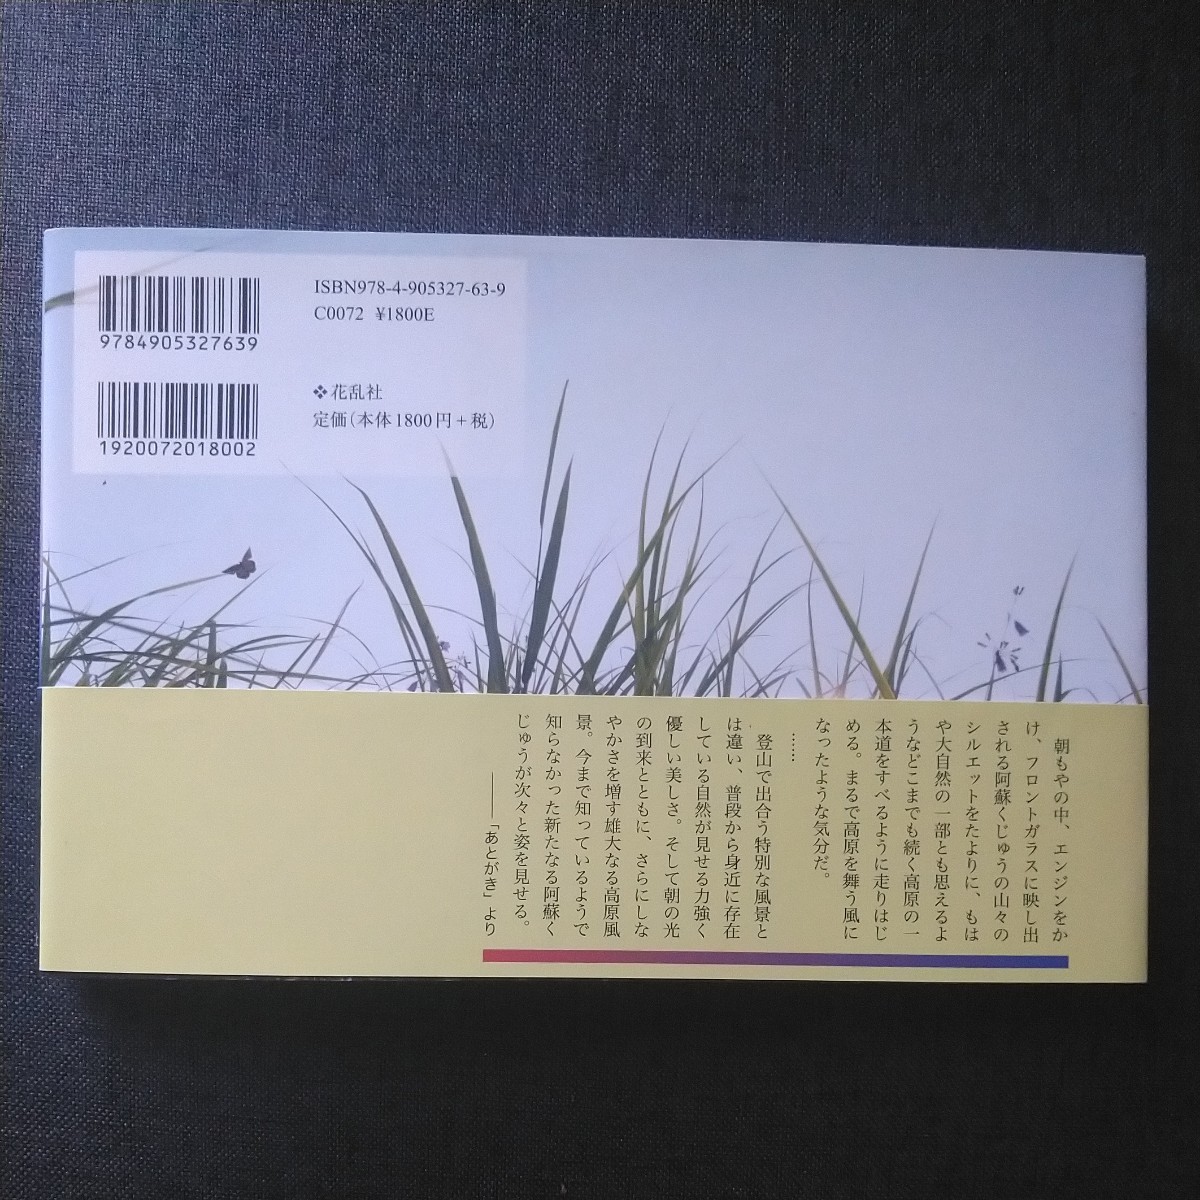 9784905327639
ISBN978-4-905327-63-9
C0072 ¥1800E
1920072018002
❖花乱社
定価（本体1800円＋税）
朝もやの中、エンジンをか
け、フロントガラスに映し出
される阿蘇くじゅうの山々の
シルエットをたよりに、もは
や大自然の一部とも思えるよ
うなどこまでも続く高原の一
本道をすべるように走りはじ
める。まるで高原を舞う風に
なったような気分だ。
……
登山で出合う特別な風景と
は違い、普段から身近に存在
している自然が見せる力強く
優しい美しさ。そして朝の光
の到来とともに、さらにしな
やかさを増す雄大なる高原風
景。今まで知っているようで
知らなかった新たなる阿蘇く
じゅうが次々と姿を見せる。
――「あとがき」より